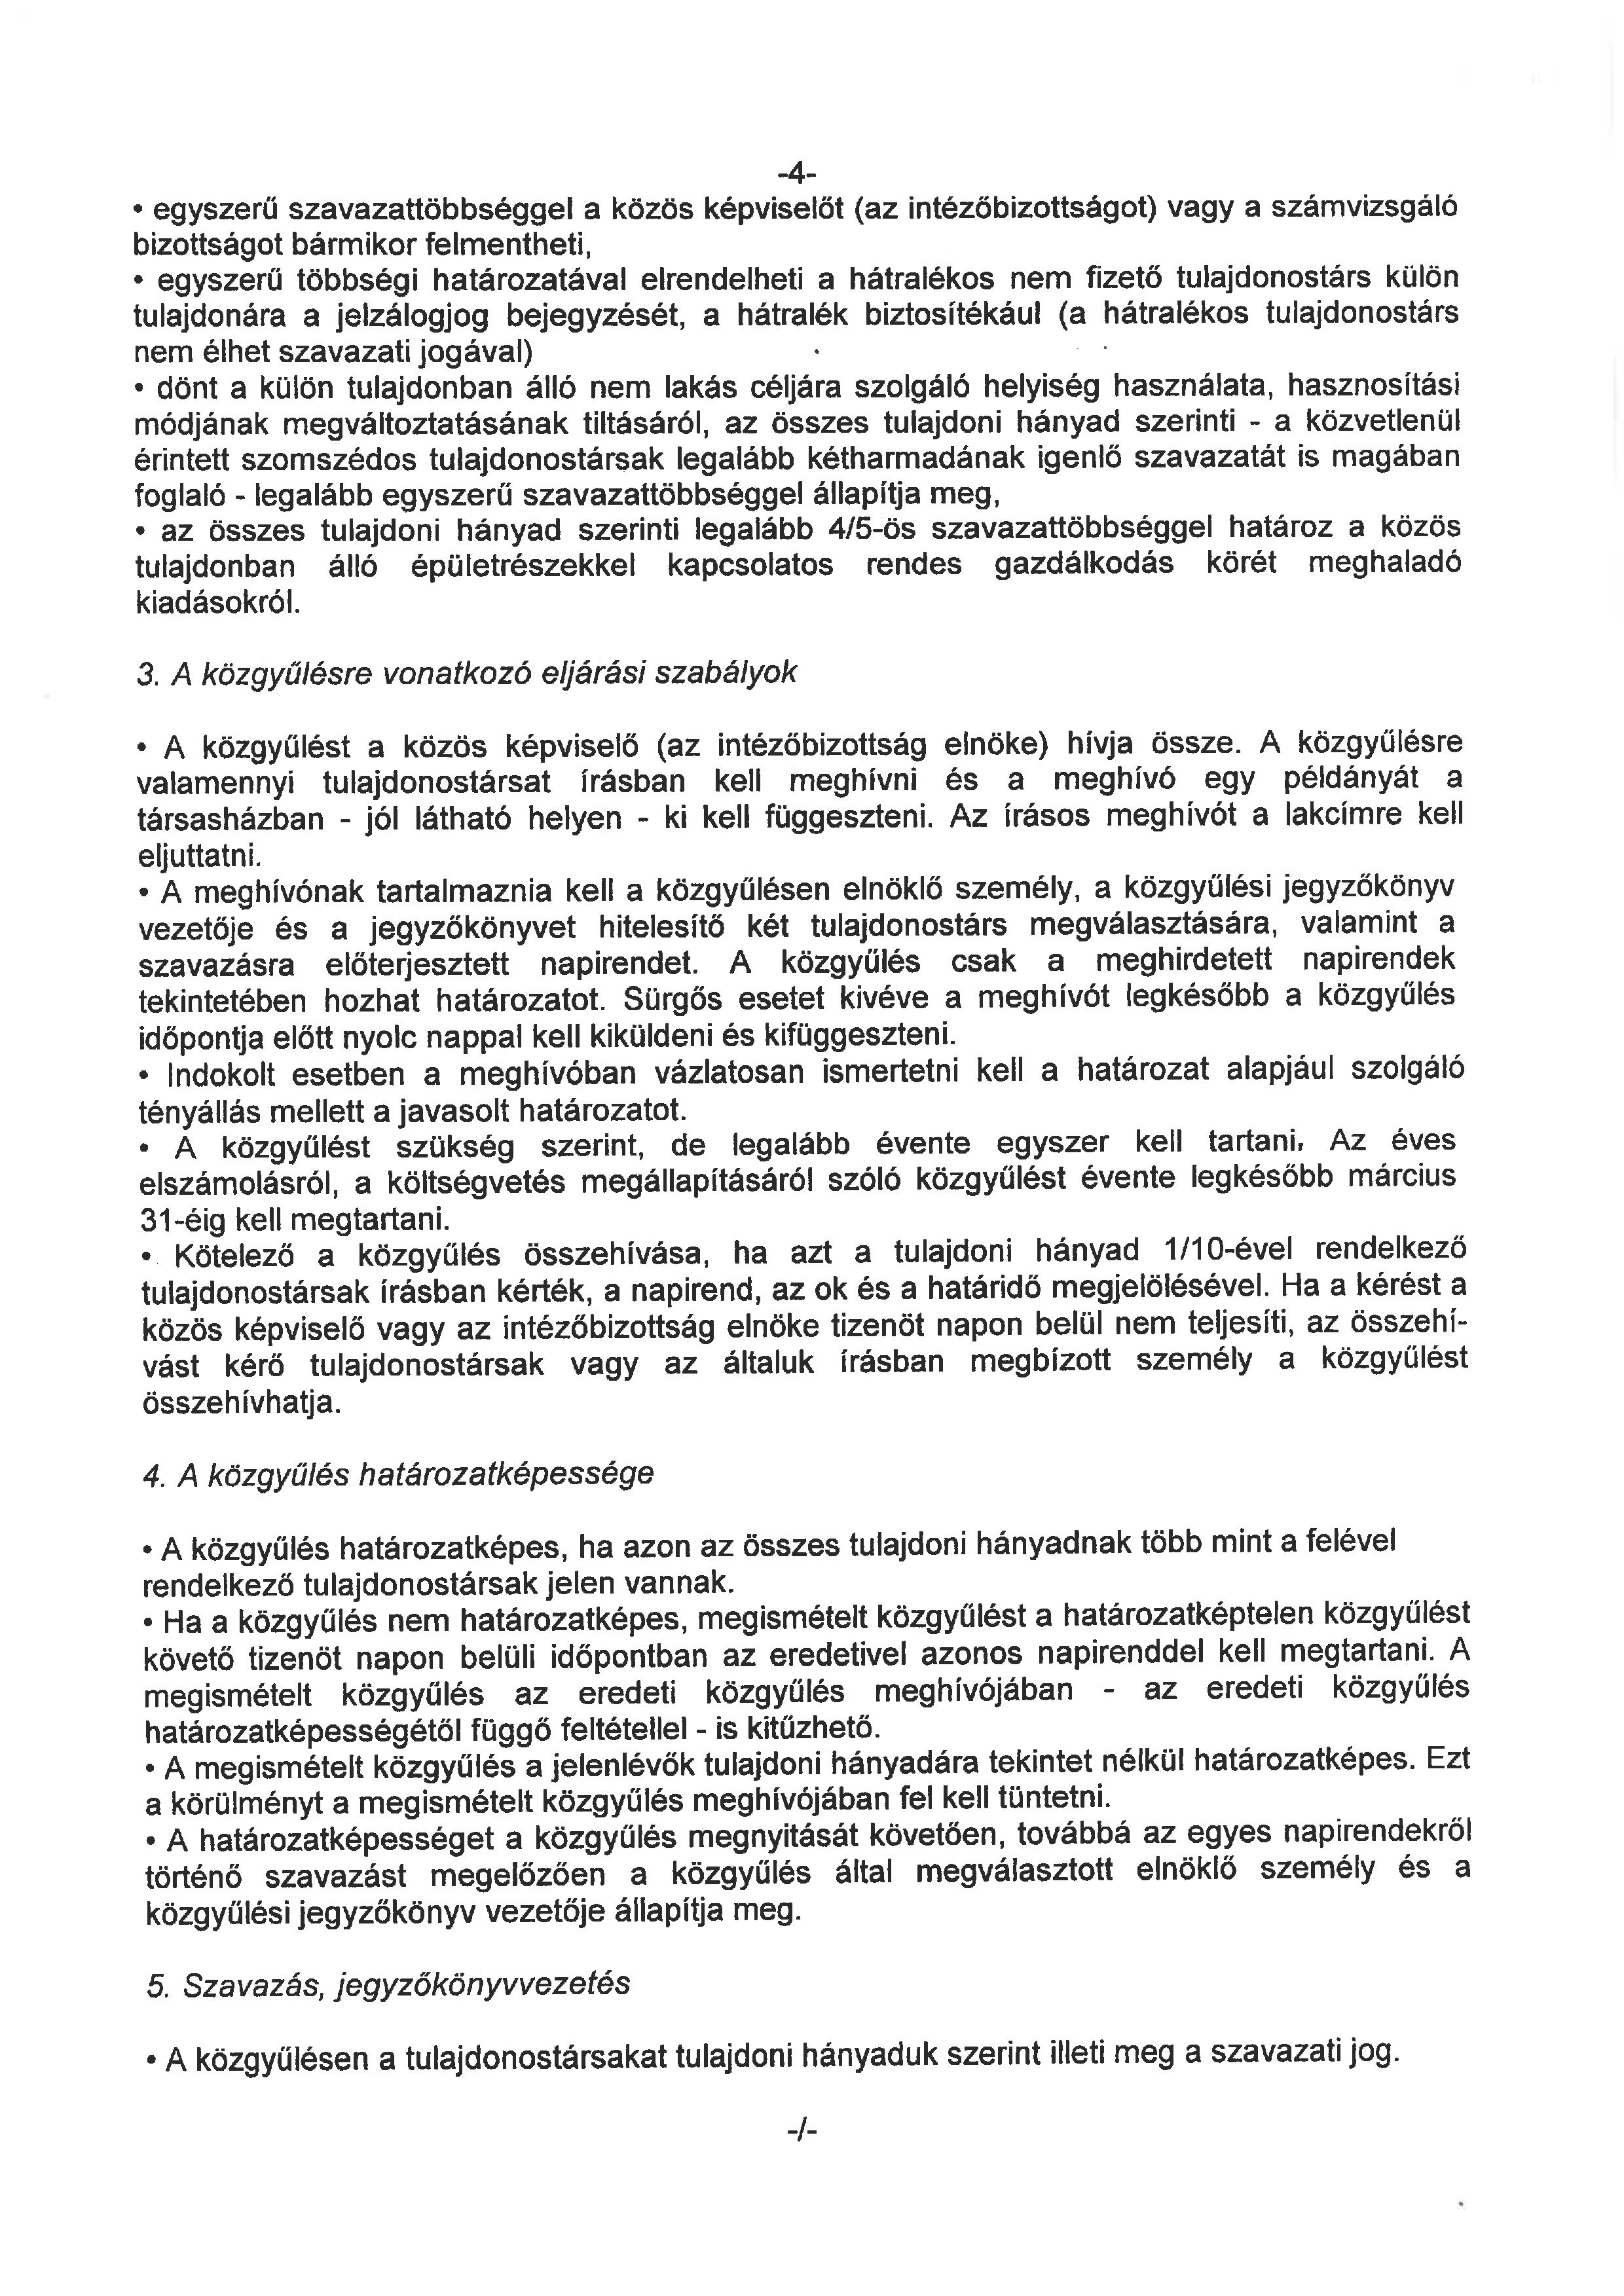 -4-
• egyszerű szavazattöbbséggel a közös képviselőt (az intézőbizottságot) vagy a számvizsgáló
bizottságot bármikor felmentheti,
• egyszerű többségi határozatával elrendelheti a hátralékos nem fizető tulajdonostárs külön
tulajdonára a jelzálogjog bejegyzését, a hátralék biztosítékául (a hátralékos tulajdonostárs
nem élhet szavazati jogával)
• dönt a külön tulajdonban álló nem lakás céljára szolgáló helyiség használata, hasznosítási
módjának megváltoztatásának tiltásáról, az összes tulajdoni hányad szerinti - a közvetlenül
érintett szomszédos tulajdonostársak legalább kétharmadának igenlő szavazatát is magában
foglaló - legalább egyszerű szavazattöbbséggel állapítja meg,
• az összes tulajdoni hányad szerinti legalább 4/5-ös szavazattöbbséggel határoz a közös
tulajdonban álló épületrészekkel kapcsolatos rendes gazdálkodás körét meghaladó
kiadásokról.
3. A közgyűlésre vonatkozó eljárási szabályok
• A közgyűlést a közös képviselő (az intézőbizottság elnöke) hívja össze. A közgyűlésre
valamennyi tulajdonostársat írásban kell meghívni és a meghívó egy példányát a
társasházban - jól látható helyen - ki kell függeszteni. Az írásos meghívót a lakcímre kell
eljuttatni.
• A meghívónak tartalmaznia kell a közgyűlésen elnöklő személy, a közgyűlési jegyzőkönyv
vezetője és a jegyzőkönyvet hitelesítő két tulajdonostárs megválasztására, valamint a
szavazásra előterjesztett napirendet. A közgyűlés csak a meghirdetett napirendek
tekintetében hozhat határozatot. Sürgős esetet kivéve a meghívót legkésőbb a közgyűlés
időpontja előtt nyolc nappal kell kiküldeni és kifüggeszteni.
• Indokolt esetben a meghívóban vázlatosan ismertetni kell a határozat alapjául szolgáló
tényállás mellett a javasolt határozatot.
• A közgyűlést szükség szerint, de legalább évente egyszer kell tartani. Az éves
elszámolásról, a költségvetés megállapításáról szóló közgyűlést évente legkésőbb március
31-éig kell megtartani.
• Kötelező a közgyűlés összehívása, ha azt a tulajdoni hányad 1/10-ével rendelkező
tulajdonostársak írásban kérték, a napirend, az ok és a határidő megjelölésével. Ha a kérést a
közös képviselő vagy az intézőbizottság elnöke tizenöt napon belül nem teljesíti, az összehí-
vást kérő tulajdonostársak vagy az általuk írásban megbízott személy a közgyűlést
összehívhatja.
4. A közgyűlés határozatképessége
• A közgyűlés határozatképes, ha azon az összes tulajdoni hányadnak több mint a felével
rendelkező tulajdonostársak jelen vannak.
• Ha a közgyűlés nem határozatképes, megismételt közgyűlést a határozatképtelen közgyűlést
követő tizenöt napon belüli időpontban az eredetivel azonos napirenddel kell megtartani. A
megismételt közgyűlés az eredeti közgyűlés meghívójában - az eredeti közgyűlés
határozatképességétől függő feltétellel - is kitűzhető.
• A megismételt közgyűlés a jelenlévők tulajdoni hányadára tekintet nélkül határozatképes. Ezt
a körülményt a megismételt közgyűlés meghívójában fel kell tüntetni.
• A határozatképességet a közgyűlés megnyitását követően, továbbá az egyes napirendekről
történő szavazást megelőzően a közgyűlés által megválasztott elnöklő személy és a
közgyűlési jegyzőkönyv vezetője állapítja meg.
5. Szavazás, jegyzőkönyvvezetés
• A közgyűlésen a tulajdonostársakat tulajdoni hányaduk szerint illeti meg a szavazati jog.
-/-